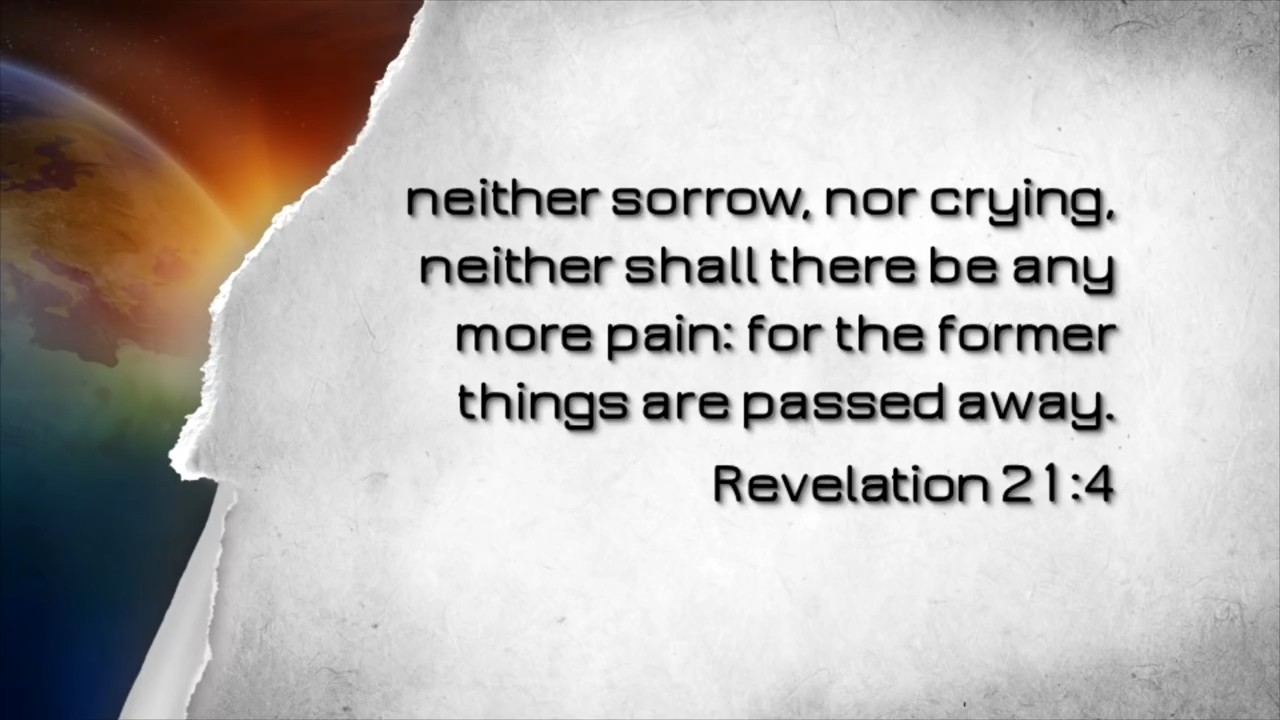 neither sorrow, nor crying,
neither shall there be any
more pain: for the former
things are passed away.
Revelation 21:4